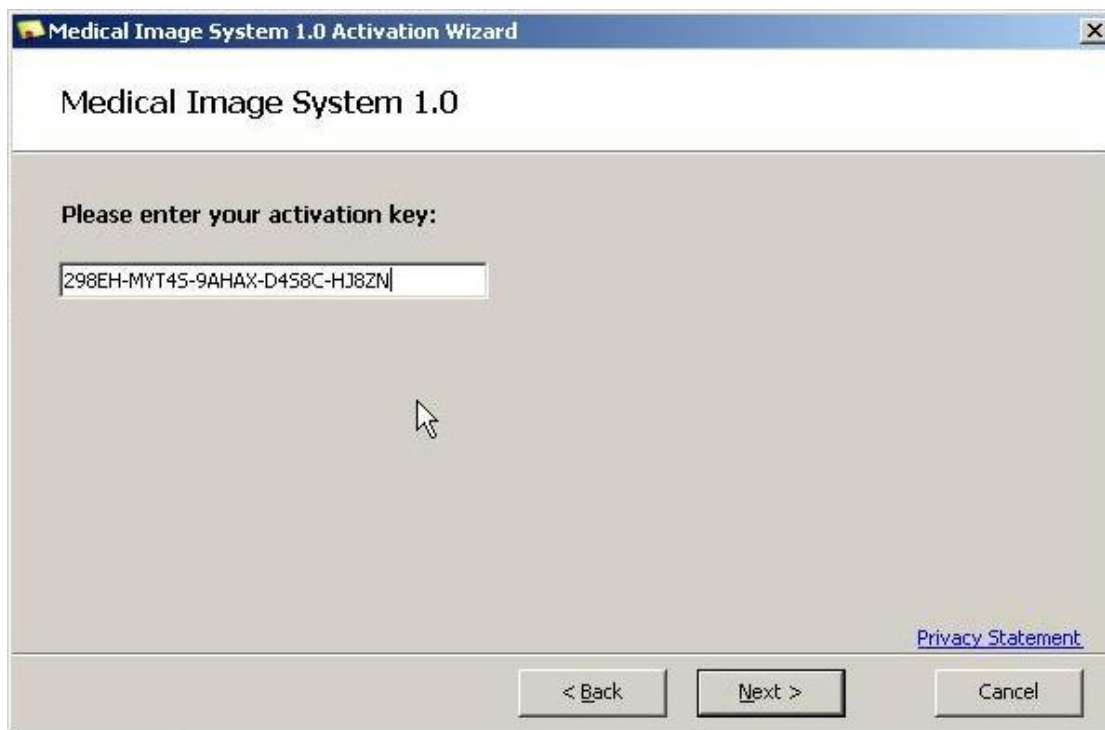 Medical Image System 1.0 Activation Wizard
Medical Image System 1.0
Please enter your activation key:
298EH-MYT4S-9AHAX-D4S8C-HJ8ZN
Privacy Statement
< Back
Next >
Cancel